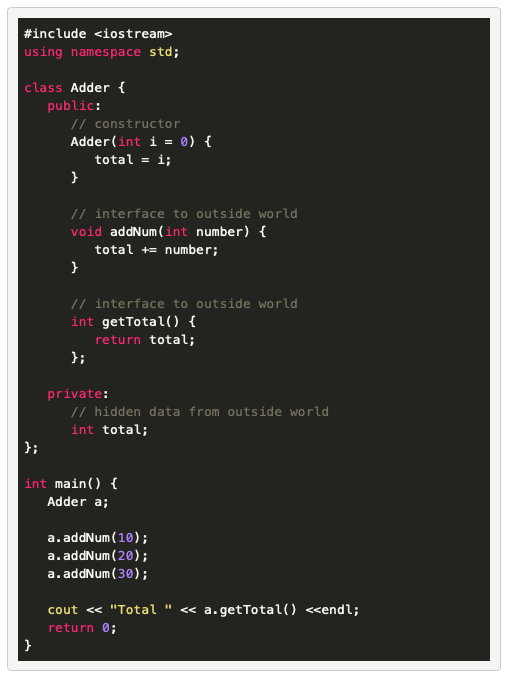 #include <iostream>
using namespace std;

class Adder {
   public:
      // constructor
      Adder(int i = 0) {
         total = i;
      }

      // interface to outside world
      void addNum(int number) {
         total += number;
      }

      // interface to outside world
      int getTotal() {
         return total;
      };

   private:
      // hidden data from outside world
      int total;
};

int main() {
   Adder a;

   a.addNum(10);
   a.addNum(20);
   a.addNum(30);

   cout << "Total " << a.getTotal() <<endl;
   return 0;
}